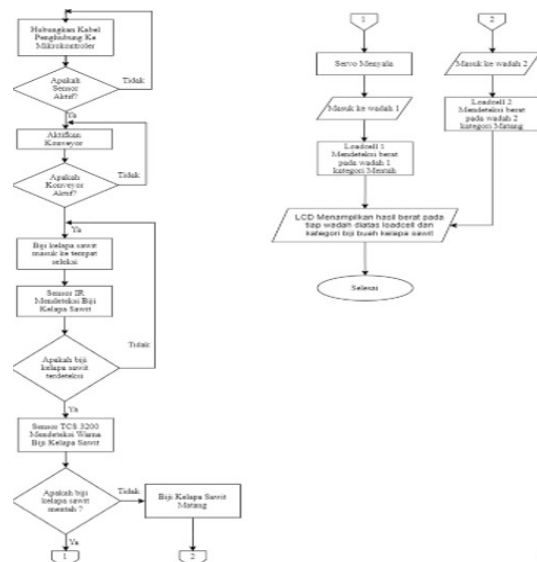 Hubungkan Kabel
Penghubung Ke
Mikrokontroler
Apakah
Sensor
Aktif?
Tidak
Ya
Aktifkan
Konveyor
Apakah
Konveyor
Aktif?
Tidak
Ya
Biji kelapa sawit
masuk ke tempat
seleksi
Sensor IR
Mendeteksi Biji
Kelapa Sawit
Tidak
Apakah biji
kelapa sawit
terdeteksi
Ya
Sensor TCS 3200
Mendeteksi Warna
Biji Kelapa Sawit
Apakah biji
kelapa sawit
mentah ?
Tidak
Biji Kelapa Sawit
Matang
Ya
1
2
1
Servo Menyala
Masuk ke wadah 1
Loadcell 1
Mendeteksi berat
pada wadah 1
kategori Mentah
2
Masuk ke wadah 2
Loadcell 2
Mendeteksi berat
pada wadah 2
kategori Matang
LCD Menampilkan hasil berat pada
tiap wadah diatas loadcell dan
kategori biji buah kelapa sawit
Selesai